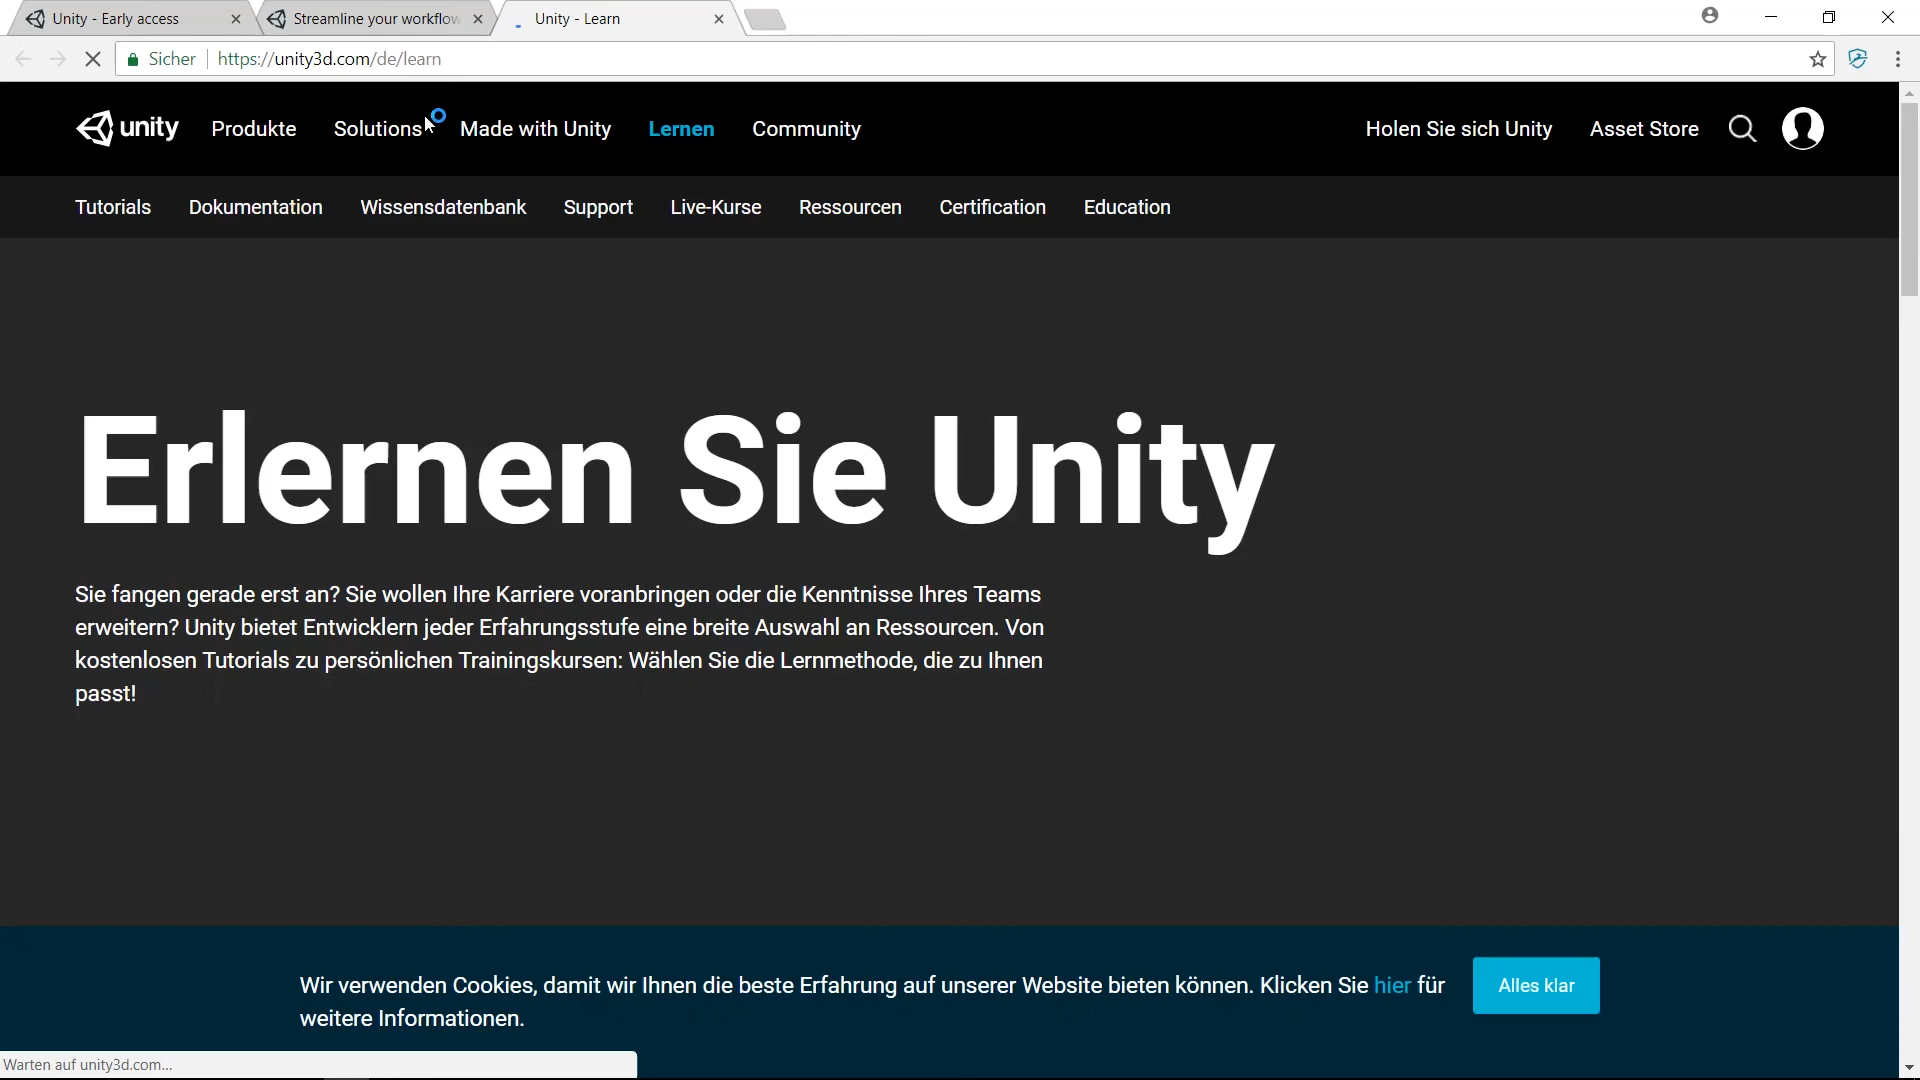 Unity - Early access
Streamline your workflow
Unity - Learn
Sicher
https://unity3d.com/de/learn
unity
Produkte
Solutions
Made with Unity
Lernen
Community
Holen Sie sich Unity
Asset Store
Tutorials
Dokumentation
Wissensdatenbank
Support
Live-Kurse
Ressourcen
Certification
Education
Erlernen Sie Unity
Sie fangen gerade erst an? Sie wollen Ihre Karriere voranbringen oder die Kenntnisse Ihres Teams
erweitern? Unity bietet Entwicklern jeder Erfahrungsstufe eine breite Auswahl an Ressourcen. Von
kostenlosen Tutorials zu persönlichen Trainingskursen: Wählen Sie die Lernmethode, die zu Ihnen
passt!
Wir verwenden Cookies, damit wir Ihnen die beste Erfahrung auf unserer Website bieten können. Klicken Sie hier für
weitere Informationen.
Alles klar
Warten auf unity3d.com...